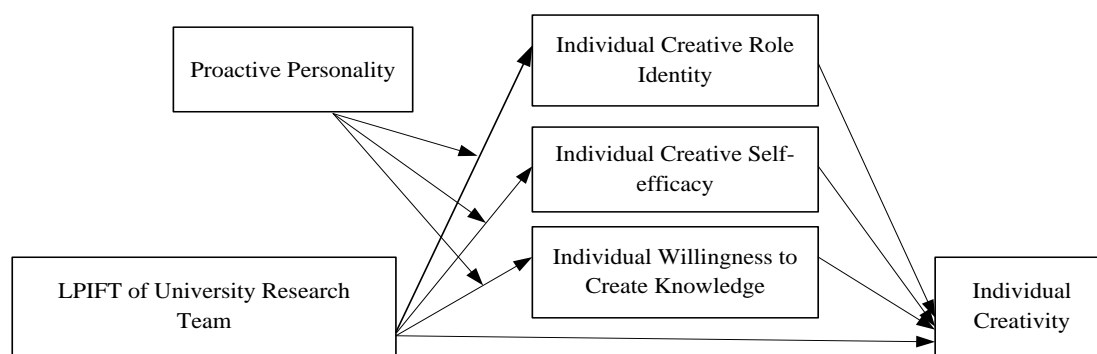 Proactive Personality
Individual Creative Role
Identity
Individual Creative Self-
efficacy
Individual Willingness to
Create Knowledge
LPIFT of University Research
Team
Individual
Creativity